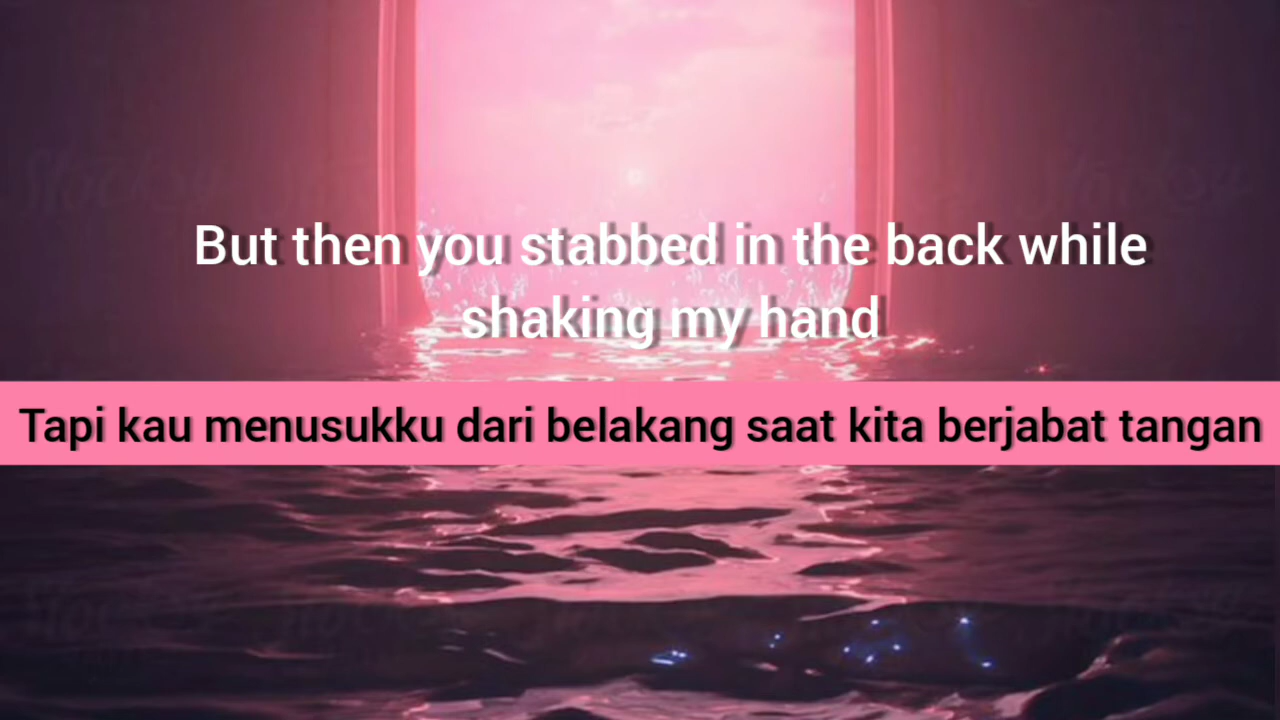 But then you stabbed in the back while
shaking my hand
Tapi kau menusukku dari belakang saat kita berjabat tangan